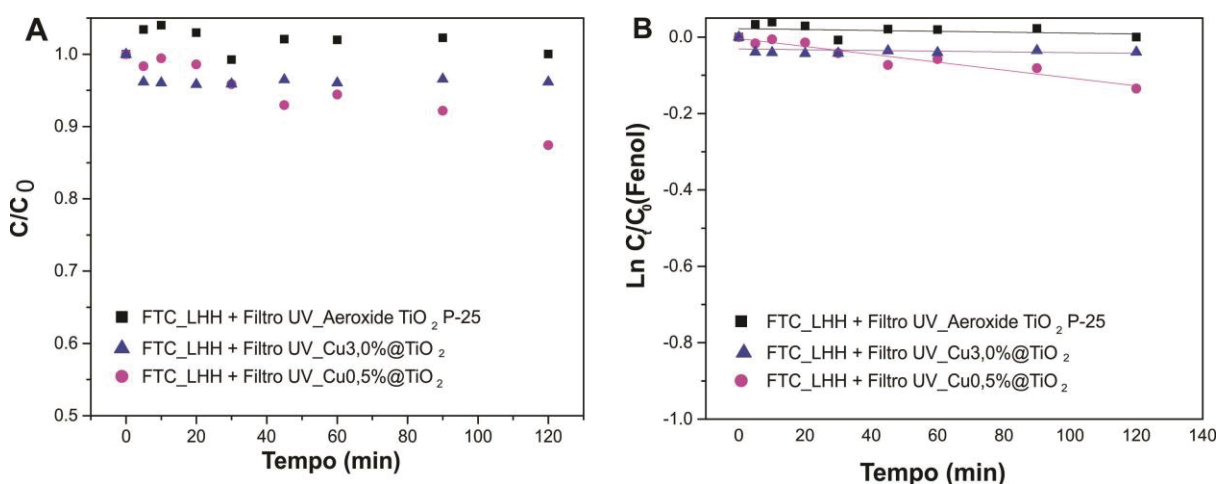 A
C/C0
1.0
0.9
0.8
0.7
0.6
0.5
FTC_LHH + Filtro UV_Aeroxide TiO2 P-25
FTC_LHH + Filtro UV_Cu3,0%@TiO2
FTC_LHH + Filtro UV_Cu0,5%@TiO2
0 20 40 60 80 100 120
Tempo (min)
B
Ln Ct/C0(Fenol)
0.0
-0.2
-0.4
-0.6
-0.8
-1.0
FTC_LHH + Filtro UV_Aeroxide TiO2 P-25
FTC_LHH + Filtro UV_Cu3,0%@TiO2
FTC_LHH + Filtro UV_Cu0,5%@TiO2
0 20 40 60 80 100 120 140
Tempo (min)